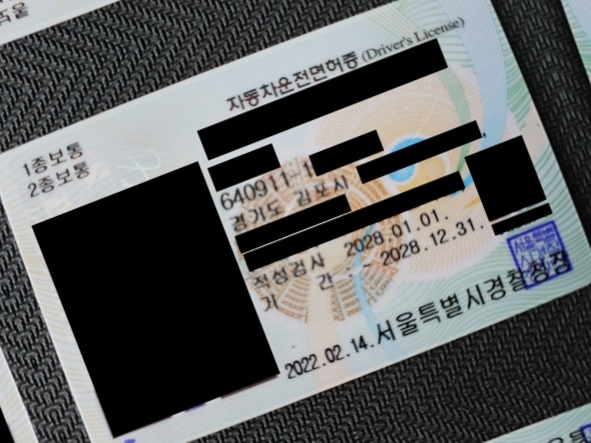 자동차운전면허증 (Driver's License)
1종보통
2종보통
640911-1
경기도 김포시
적성검사 2028.01.01.
기 간 : ~ 2028.12.31.
2022.02.14. 서울특별시경찰청장